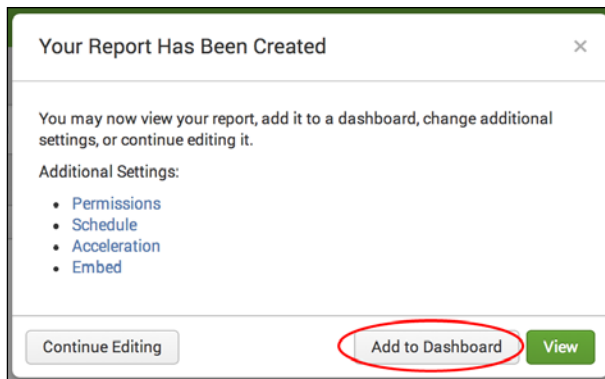 Your Report Has Been Created
×
You may now view your report, add it to a dashboard, change additional
settings, or continue editing it.
Additional Settings:
• Permissions
• Schedule
• Acceleration
• Embed
Continue Editing Add to Dashboard View